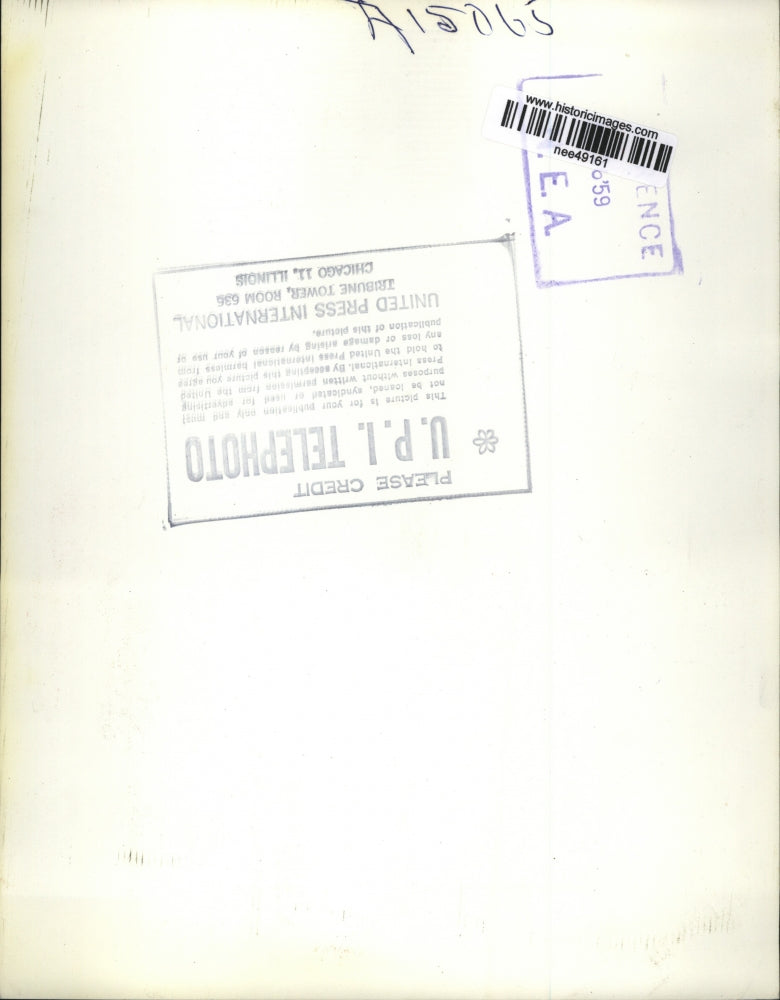 A15065
www.historicimages.com
nee49161
ENCE
'59
E.A
PLEASE CREDIT
U.P.I. TELEPHOTO
This picture is for your publication only and must
not be loaned, syndicated or used for advertising
purposes without written permission from the United
Press International. By accepting this picture you agree
to hold the United Press International harmless from
any loss or damage arising by reason of your use or
publication of this picture.
UNITED PRESS INTERNATIONAL
TRIBUNE TOWER, ROOM 636
CHICAGO 11, ILLINOIS